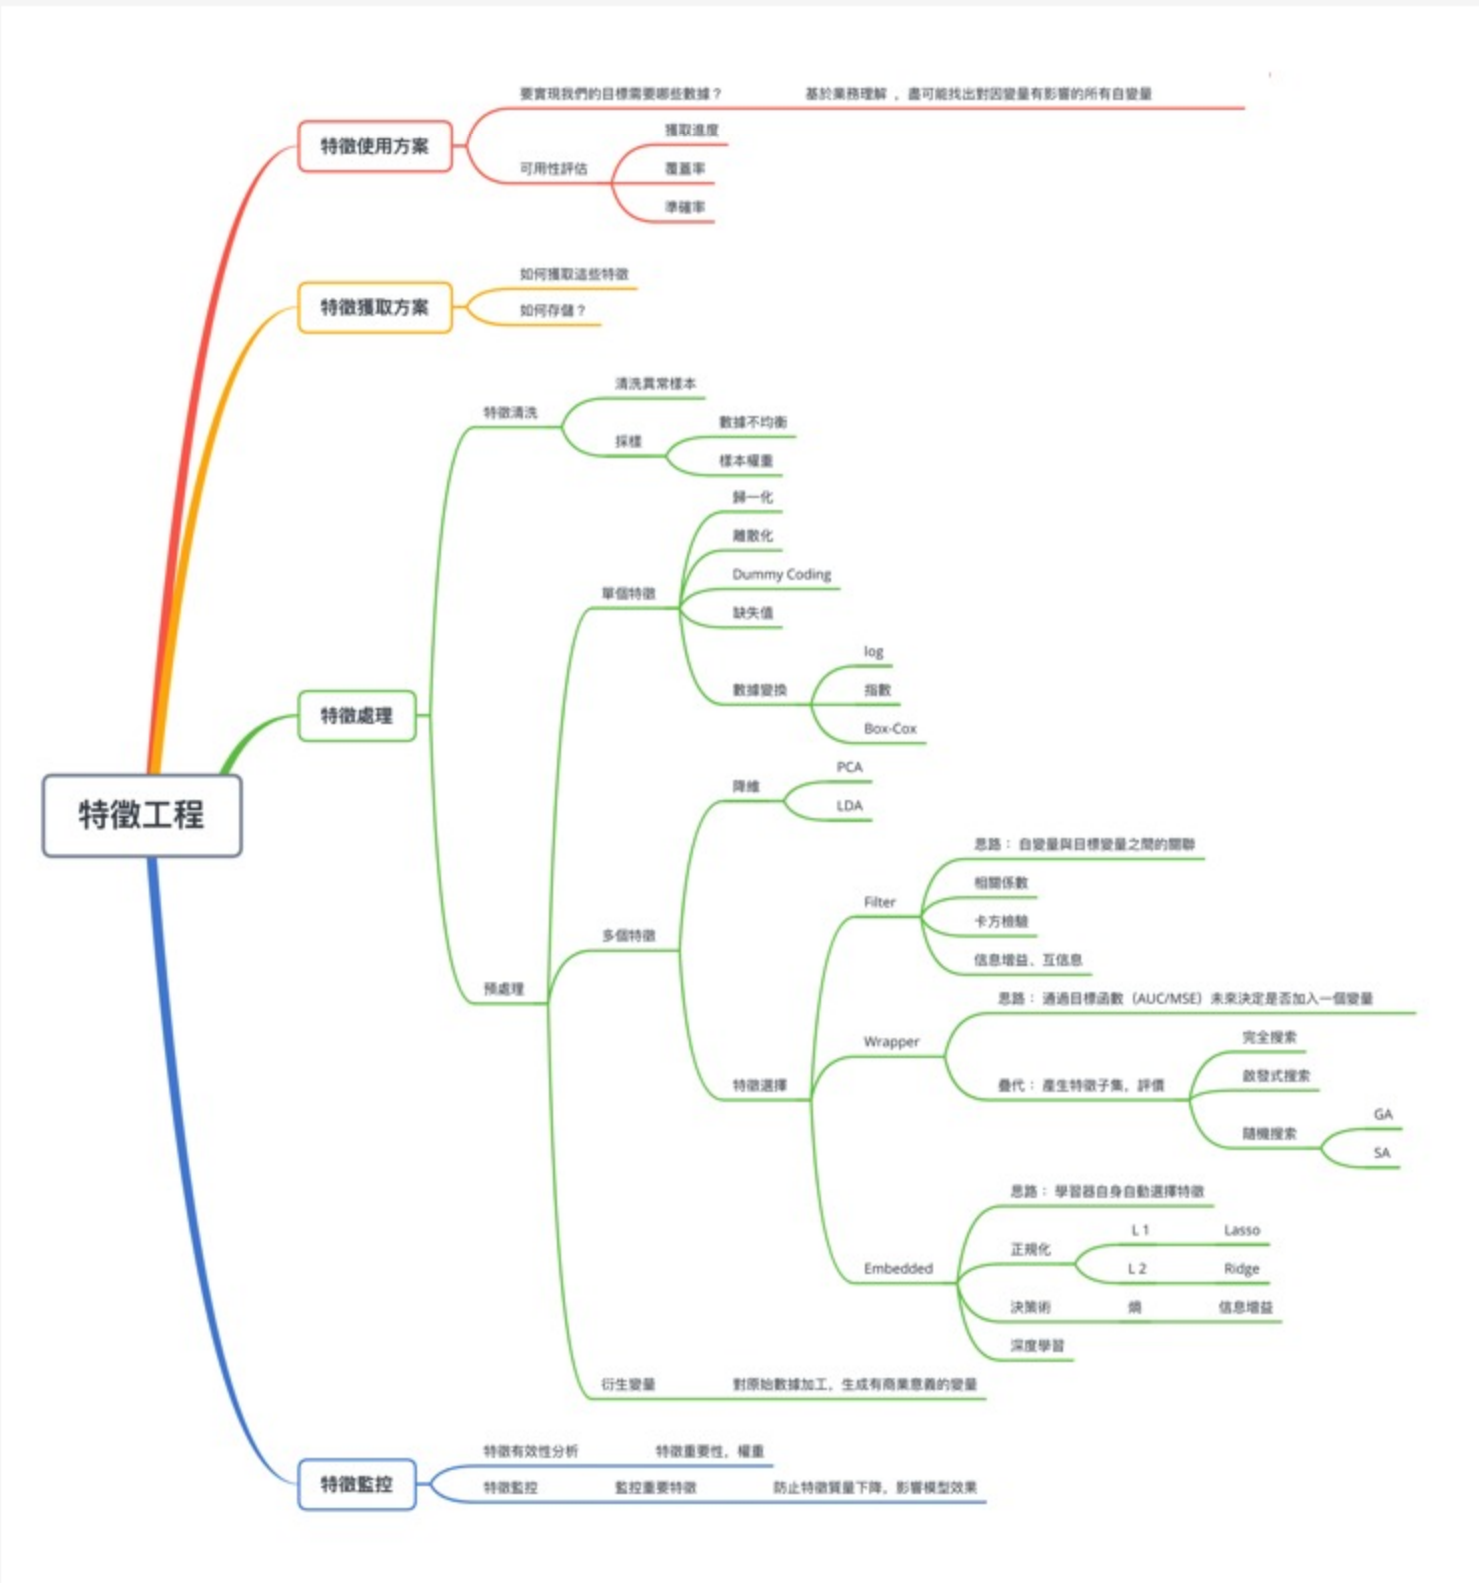 要實現我們的目標需要哪些數據？ 基於業務理解 ，盡可能找出對因變量有影響的所有自變量
特徵使用方案
獲取進度
可用性評估
覆蓋率
準確率
如何獲取這些特徵
特徵獲取方案
如何存儲？
清洗異常樣本
特徵清洗
數據不均衡
採樣
樣本權重
歸一化
離散化
Dummy Coding
單個特徵
缺失值
log
數據變換
指數
Box-Cox
特徵處理
PCA
降維
LDA
特徵工程
思路： 自變量與目標變量之間的關聯
相關係數
Filter
卡方檢驗
多個特徵
信息增益、互信息
預處理
思路： 通過目標函數（AUC/MSE）未來決定是否加入一個變量
完全搜索
Wrapper
啟發式搜索
特徵選擇
疊代： 產生特徵子集，評價
GA
隨機搜索
SA
思路： 學習器自身自動選擇特徵
L 1 Lasso
正規化
Embedded
L 2 Ridge
決策術 熵 信息增益
深度學習
衍生變量 對原始數據加工，生成有商業意義的變量
特徵有效性分析 特徵重要性，權重
特徵監控
特徵監控 監控重要特徵 防止特徵質量下降，影響模型效果